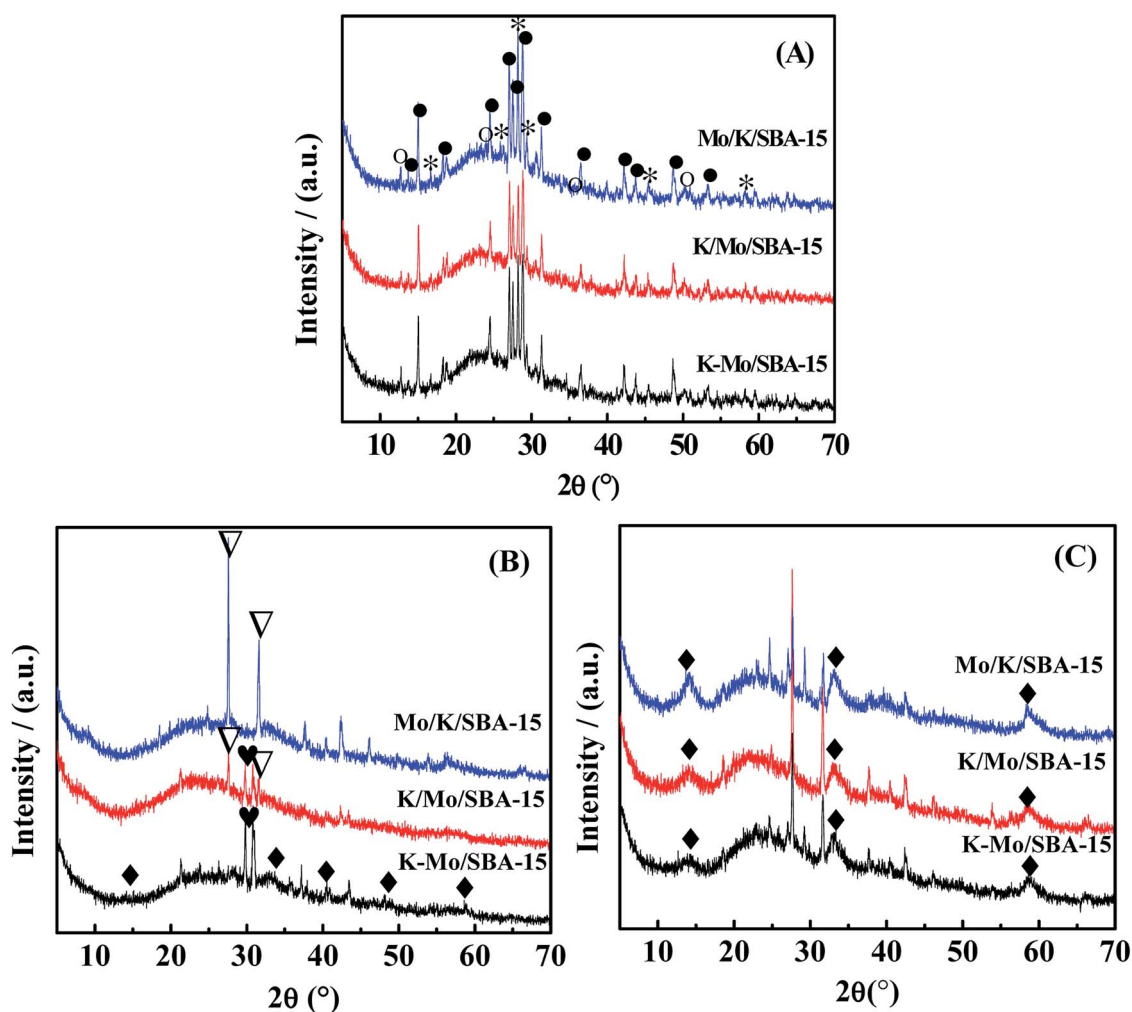 (A)
Mo/K/SBA-15
K/Mo/SBA-15
K-Mo/SBA-15
Intensity / (a.u.)
10 20 30 40 50 60 70
2θ (°)
(B)
Mo/K/SBA-15
K/Mo/SBA-15
K-Mo/SBA-15
Intensity / (a.u.)
10 20 30 40 50 60 70
2θ (°)
(C)
Mo/K/SBA-15
K/Mo/SBA-15
K-Mo/SBA-15
Intensity / (a.u.)
10 20 30 40 50 60 70
2θ(°)